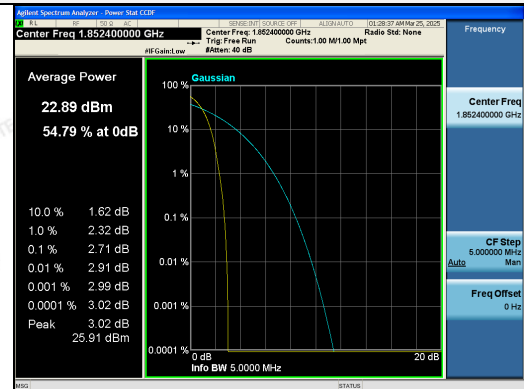 Agilent Spectrum Analyzer - Power Stat CCDF
RL RF 50 Ω AC SENSE:INT SOURCE OFF ALIGNAUTO 01:28:37 AM Mar 25, 2025
Center Freq 1.852400000 GHz
Center Freq: 1.852400000 GHz Radio Std: None
Trig: Free Run Counts:1.00 M/1.00 Mpt
#IFGain:Low #Atten: 40 dB
Frequency
Average Power
22.89 dBm
54.79 % at 0dB
10.0 % 1.62 dB
1.0 % 2.32 dB
0.1 % 2.71 dB
0.01 % 2.91 dB
0.001 % 2.99 dB
0.0001 % 3.02 dB
Peak 3.02 dB
25.91 dBm
Gaussian
100 %
10 %
1 %
0.1 %
0.01 %
0.001 %
0.0001 %
0 dB 20 dB
Info BW 5.0000 MHz
Center Freq
1.852400000 GHz
CF Step
5.000000 MHz
Auto Man
Freq Offset
0 Hz
MSG STATUS